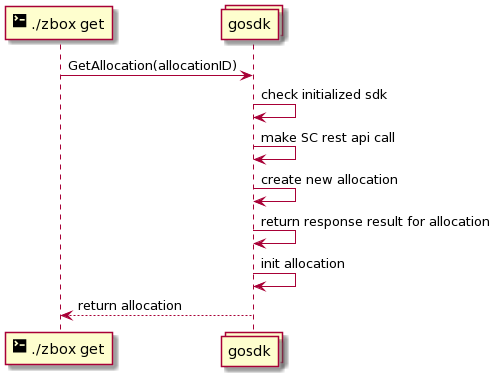 ./zbox get
gosdk
GetAllocation(allocationID)
check initialized sdk
make SC rest api call
create new allocation
return response result for allocation
init allocation
return allocation
./zbox get
gosdk